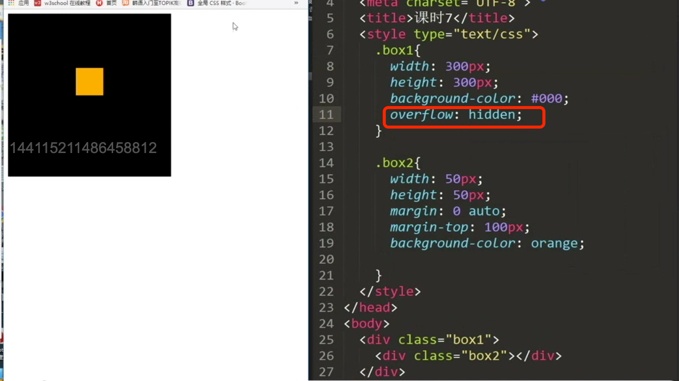 应用 w3school 在线教程 首页 韩语入门至TOPIK攻 全局 CSS 样式 · Boo »
144115211486458812
4 <meta charset="UTF-8">
5 <title>课时7</title>
6 <style type="text/css">
7 .box1{
8 width: 300px;
9 height: 300px;
10 background-color: #000;
11 overflow: hidden;
12 }
13
14 .box2{
15 width: 50px;
16 height: 50px;
17 margin: 0 auto;
18 margin-top: 100px;
19 background-color: orange;
20
21 }
22 </style>
23 </head>
24 <body>
25 <div class="box1">
26 <div class="box2"></div>
27 </div>